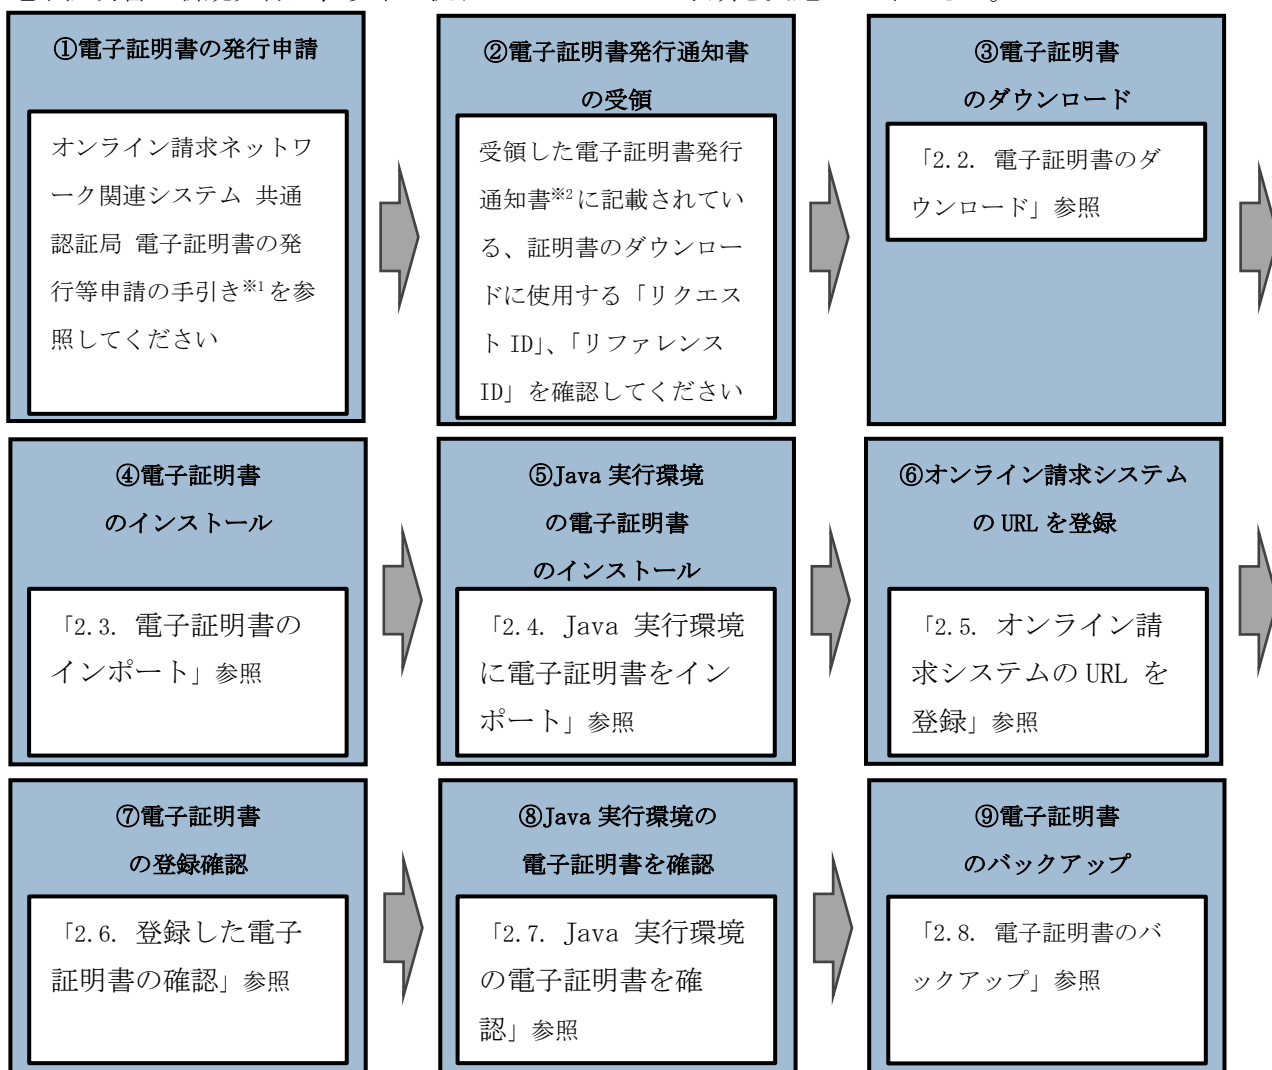 ①電子証明書の発行申請
オンライン請求ネットワ
ーク関連システム 共通
認証局 電子証明書の発
行等申請の手引き※1を参
照してください
②電子証明書発行通知書
の受領
受領した電子証明書発行
通知書※2に記載されてい
る、証明書のダウンロー
ドに使用する「リクエス
ト ID」、「リファレンス
ID」を確認してください
③電子証明書
のダウンロード
「2.2. 電子証明書のダ
ウンロード」参照
④電子証明書
のインストール
「2.3. 電子証明書の
インポート」参照
⑤Java 実行環境
の電子証明書
のインストール
「2.4. Java 実行環境
に電子証明書をイン
ポート」参照
⑥オンライン請求システム
の URL を登録
「2.5. オンライン請
求システムの URL を
登録」参照
⑦電子証明書
の登録確認
「2.6. 登録した電子
証明書の確認」参照
⑧Java 実行環境の
電子証明書を確認
「2.7. Java 実行環境
の電子証明書を確
認」参照
⑨電子証明書
のバックアップ
「2.8. 電子証明書のバ
ックアップ」参照